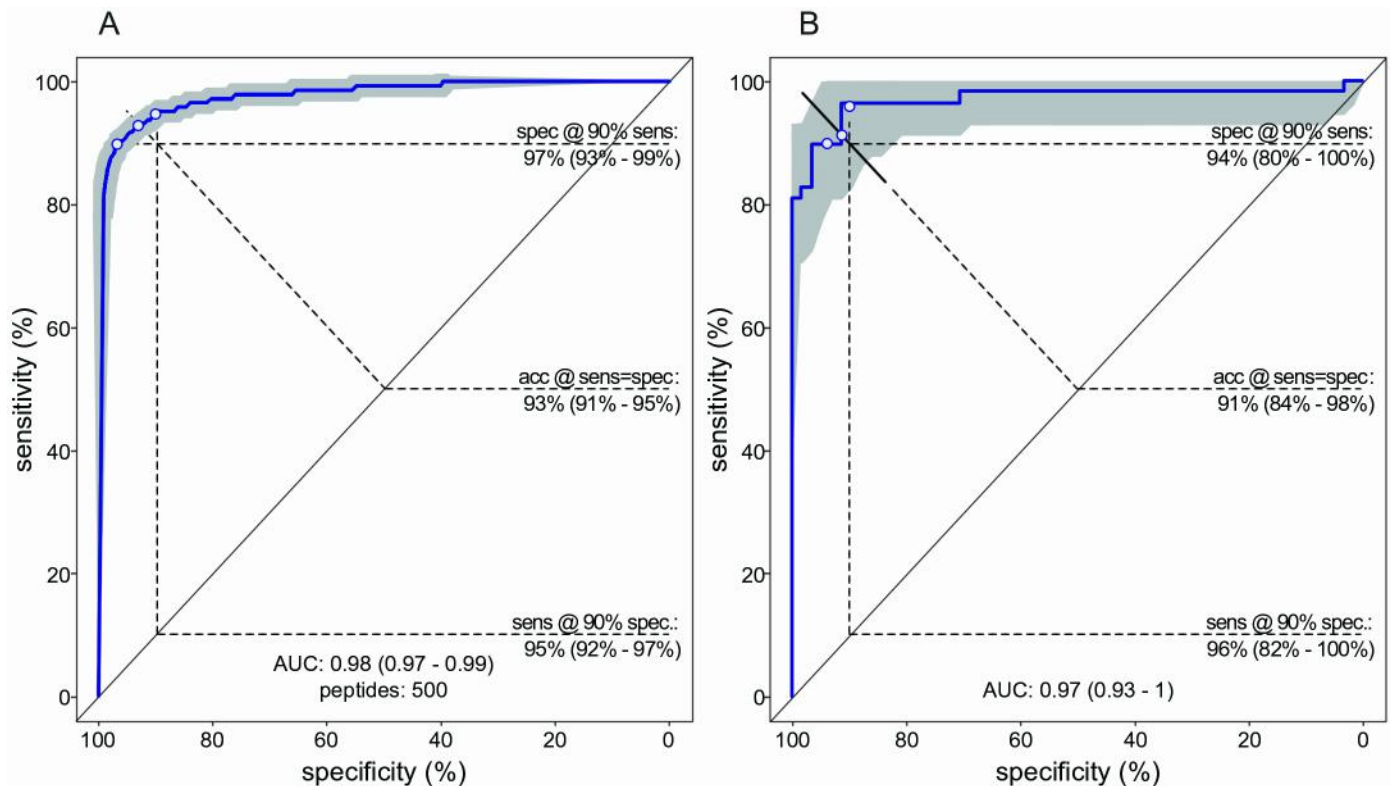 A
100
80
60
40
20
0
sensitivity (%)
spec @ 90% sens:
97% (93% - 99%)
acc @ sens=spec:
93% (91% - 95%)
sens @ 90% spec.:
95% (92% - 97%)
AUC: 0.98 (0.97 - 0.99)
peptides: 500
100 80 60 40 20 0
specificity (%)
B
100
80
60
40
20
0
sensitivity (%)
spec @ 90% sens:
94% (80% - 100%)
acc @ sens=spec:
91% (84% - 98%)
sens @ 90% spec.:
96% (82% - 100%)
AUC: 0.97 (0.93 - 1)
100 80 60 40 20 0
specificity (%)